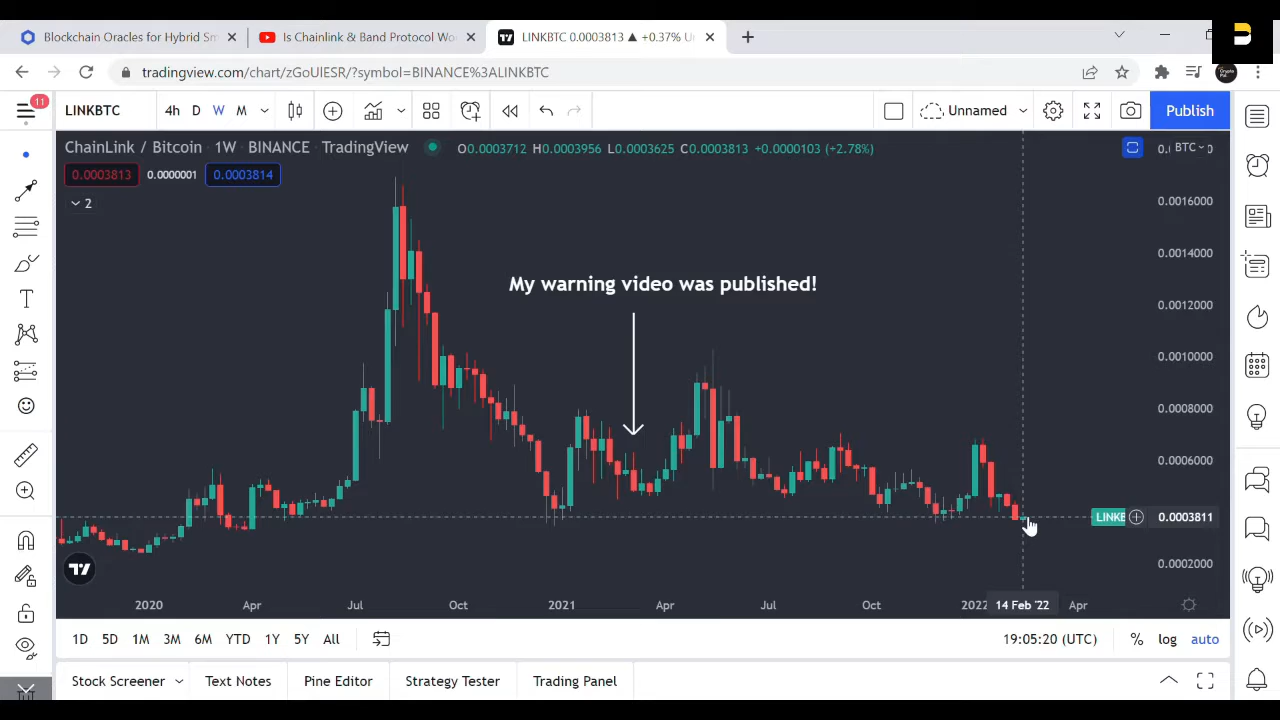 Blockchain Oracles for Hybrid Sm
Is Chainlink & Band Protocol Wo
LINKBTC 0.0003813 ▲ +0.37% U
tradingview.com/chart/zGoUIESR/?symbol=BINANCE%3ALINKBTC
11
LINKBTC
4h D W M
Unnamed
Publish
ChainLink / Bitcoin · 1W · BINANCE · TradingView
O0.0003712 H0.0003956 L0.0003625 C0.0003813 +0.0000103 (+2.78%)
BTC
0.0003813 0.0000001 0.0003814
2
0.0016000
0.0014000
My warning video was published!
0.0012000
0.0010000
0.0008000
0.0006000
LINKB
0.0003811
0.0002000
2020 Apr Jul Oct 2021 Apr Jul Oct 2022 14 Feb '22 Apr
1D 5D 1M 3M 6M YTD 1Y 5Y All
19:05:20 (UTC)
% log auto
Stock Screener Text Notes Pine Editor Strategy Tester Trading Panel